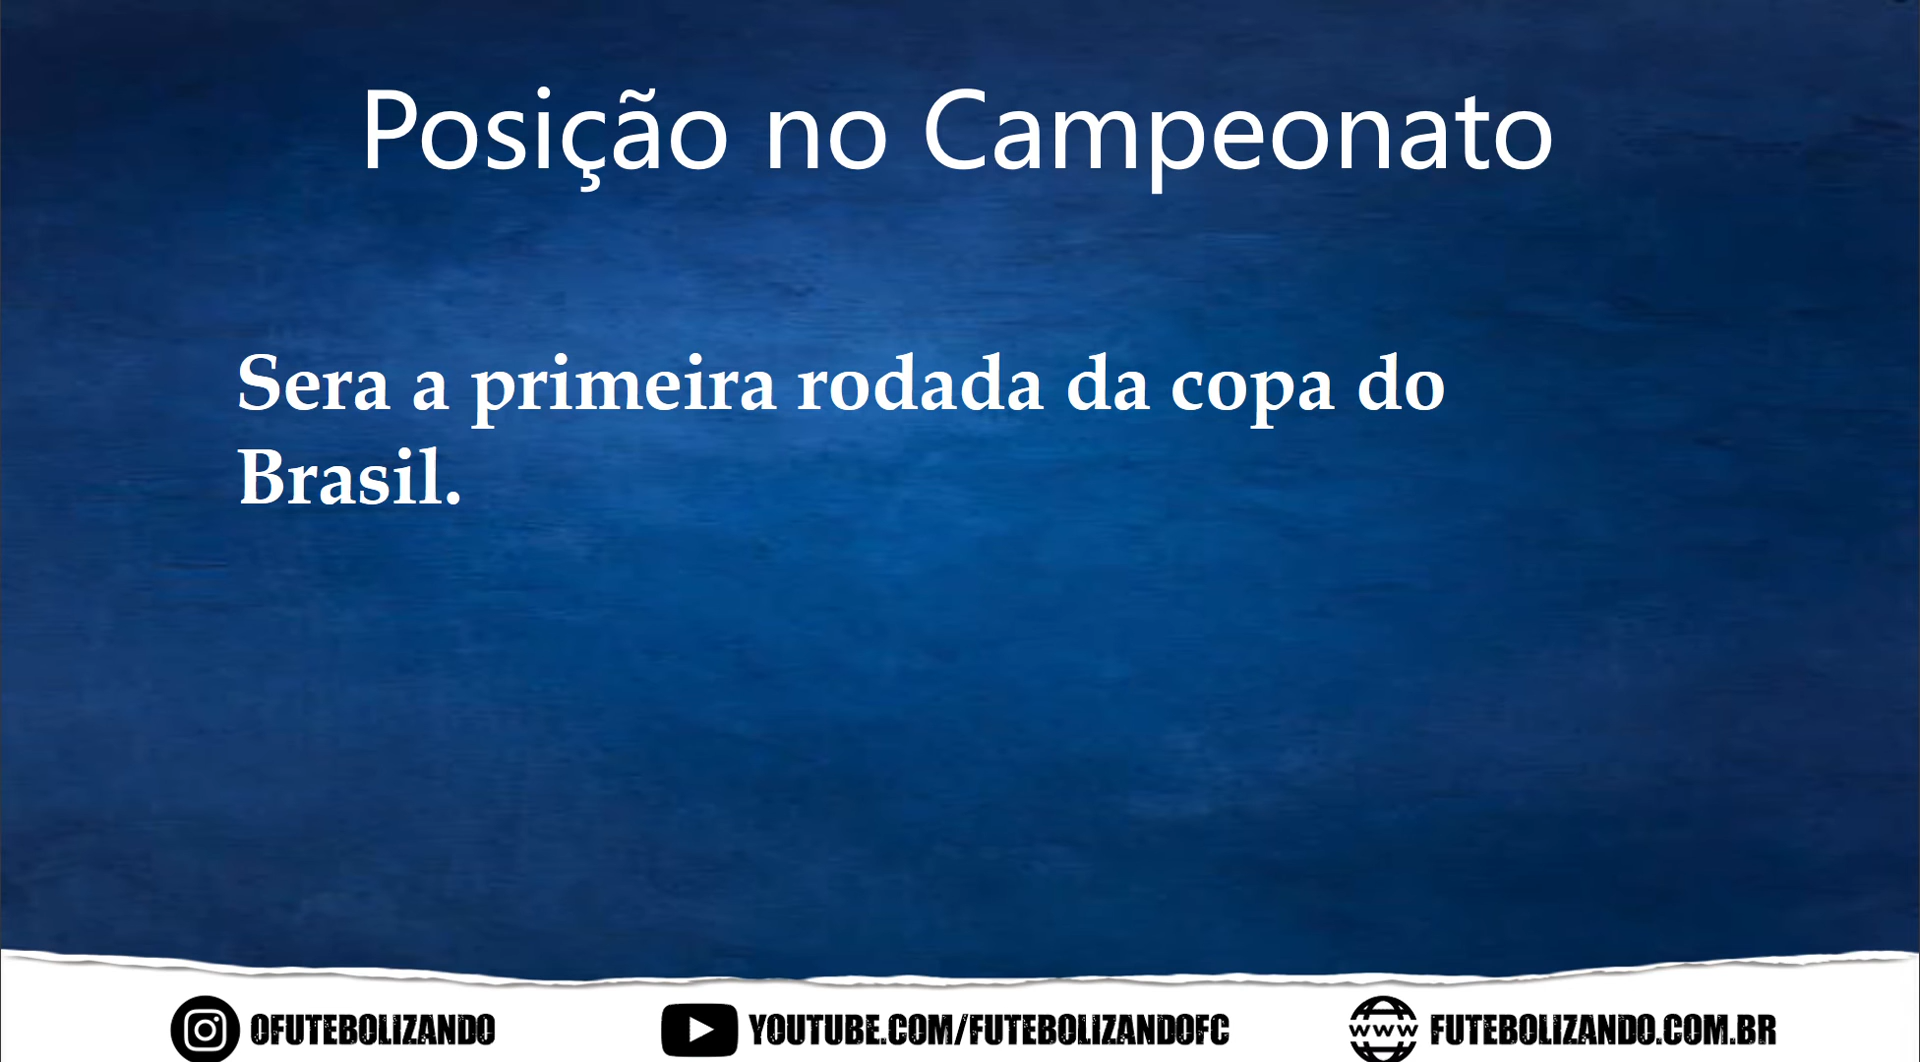 Posição no Campeonato
Sera a primeira rodada da copa do
Brasil.
OFUTEBOLIZANDO
YOUTUBE.COM/FUTEBOLIZANDOFC
WWW
FUTEBOLIZANDO.COM.BR